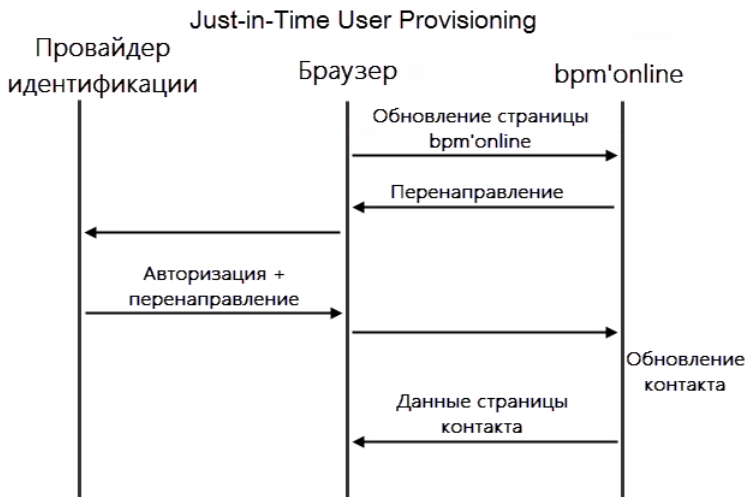 Just-in-Time User Provisioning
Провайдер
идентификации
Браузер
bpm'online
Обновление страницы
bpm'online
Перенаправление
Авторизация +
перенаправление
Обновление
контакта
Данные страницы
контакта